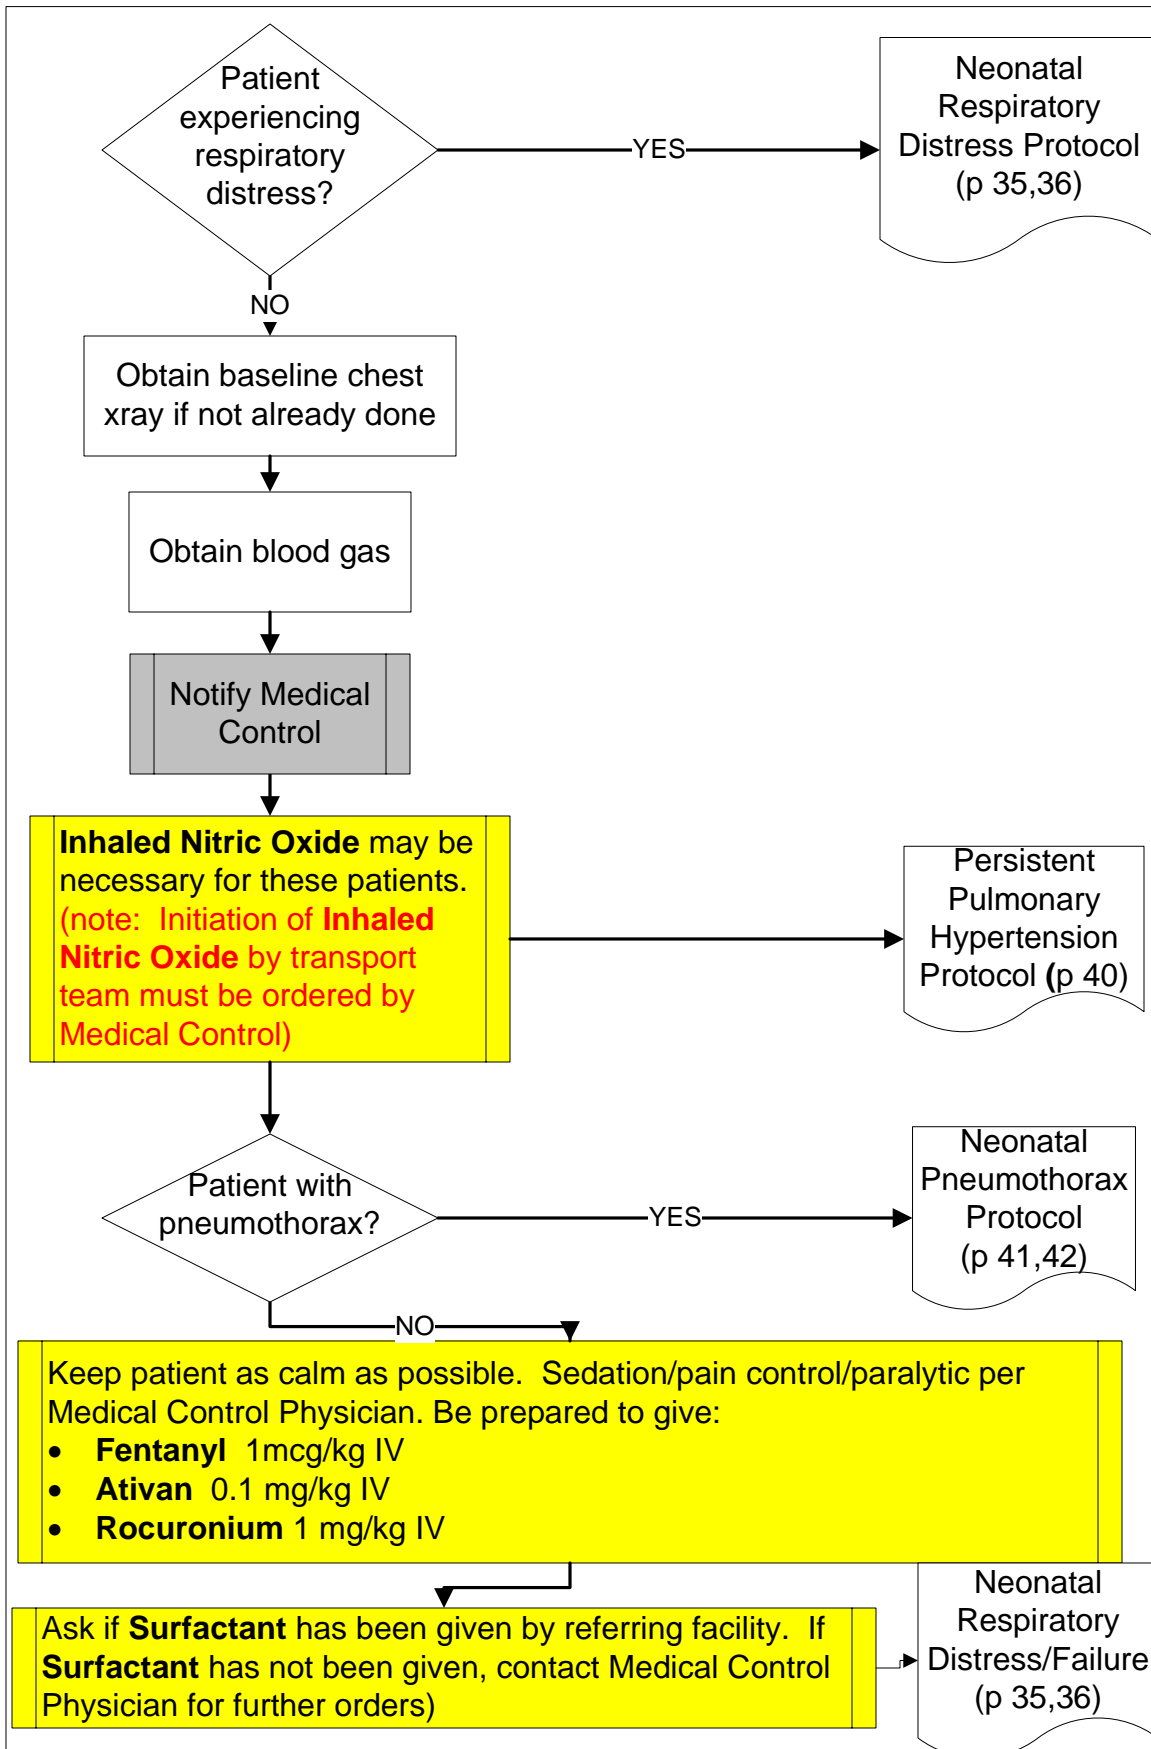 Patient
experiencing
respiratory
distress?
YES
Neonatal
Respiratory
Distress Protocol
(p 35,36)
NO
Obtain baseline chest
xray if not already done
Obtain blood gas
Notify Medical
Control
Inhaled Nitric Oxide may be
necessary for these patients.
(note:  Initiation of Inhaled
Nitric Oxide by transport
team must be ordered by
Medical Control)
Persistent
Pulmonary
Hypertension
Protocol (p 40)
Patient with
pneumothorax?
YES
Neonatal
Pneumothorax
Protocol
(p 41,42)
NO
Keep patient as calm as possible.  Sedation/pain control/paralytic per
Medical Control Physician. Be prepared to give:
• Fentanyl  1mcg/kg IV
• Ativan  0.1 mg/kg IV
• Rocuronium 1 mg/kg IV
Ask if Surfactant has been given by referring facility.  If
Surfactant has not been given, contact Medical Control
Physician for further orders)
Neonatal
Respiratory
Distress/Failure
(p 35,36)